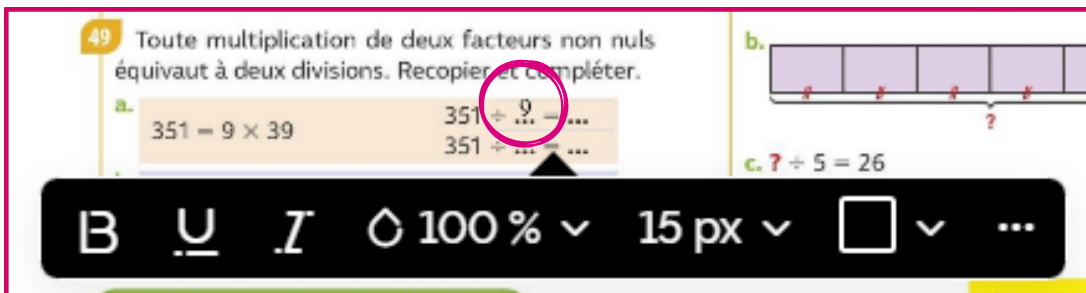 49 Toute multiplication de deux facteurs non nuls
équivaut à deux divisions. Recopier et compléter.
a.
351 = 9 × 39
351 ÷ 9 = ...
351 ÷ ... = ...
b.
?
c. ? ÷ 5 = 26
B U I 100 % 15 px ...